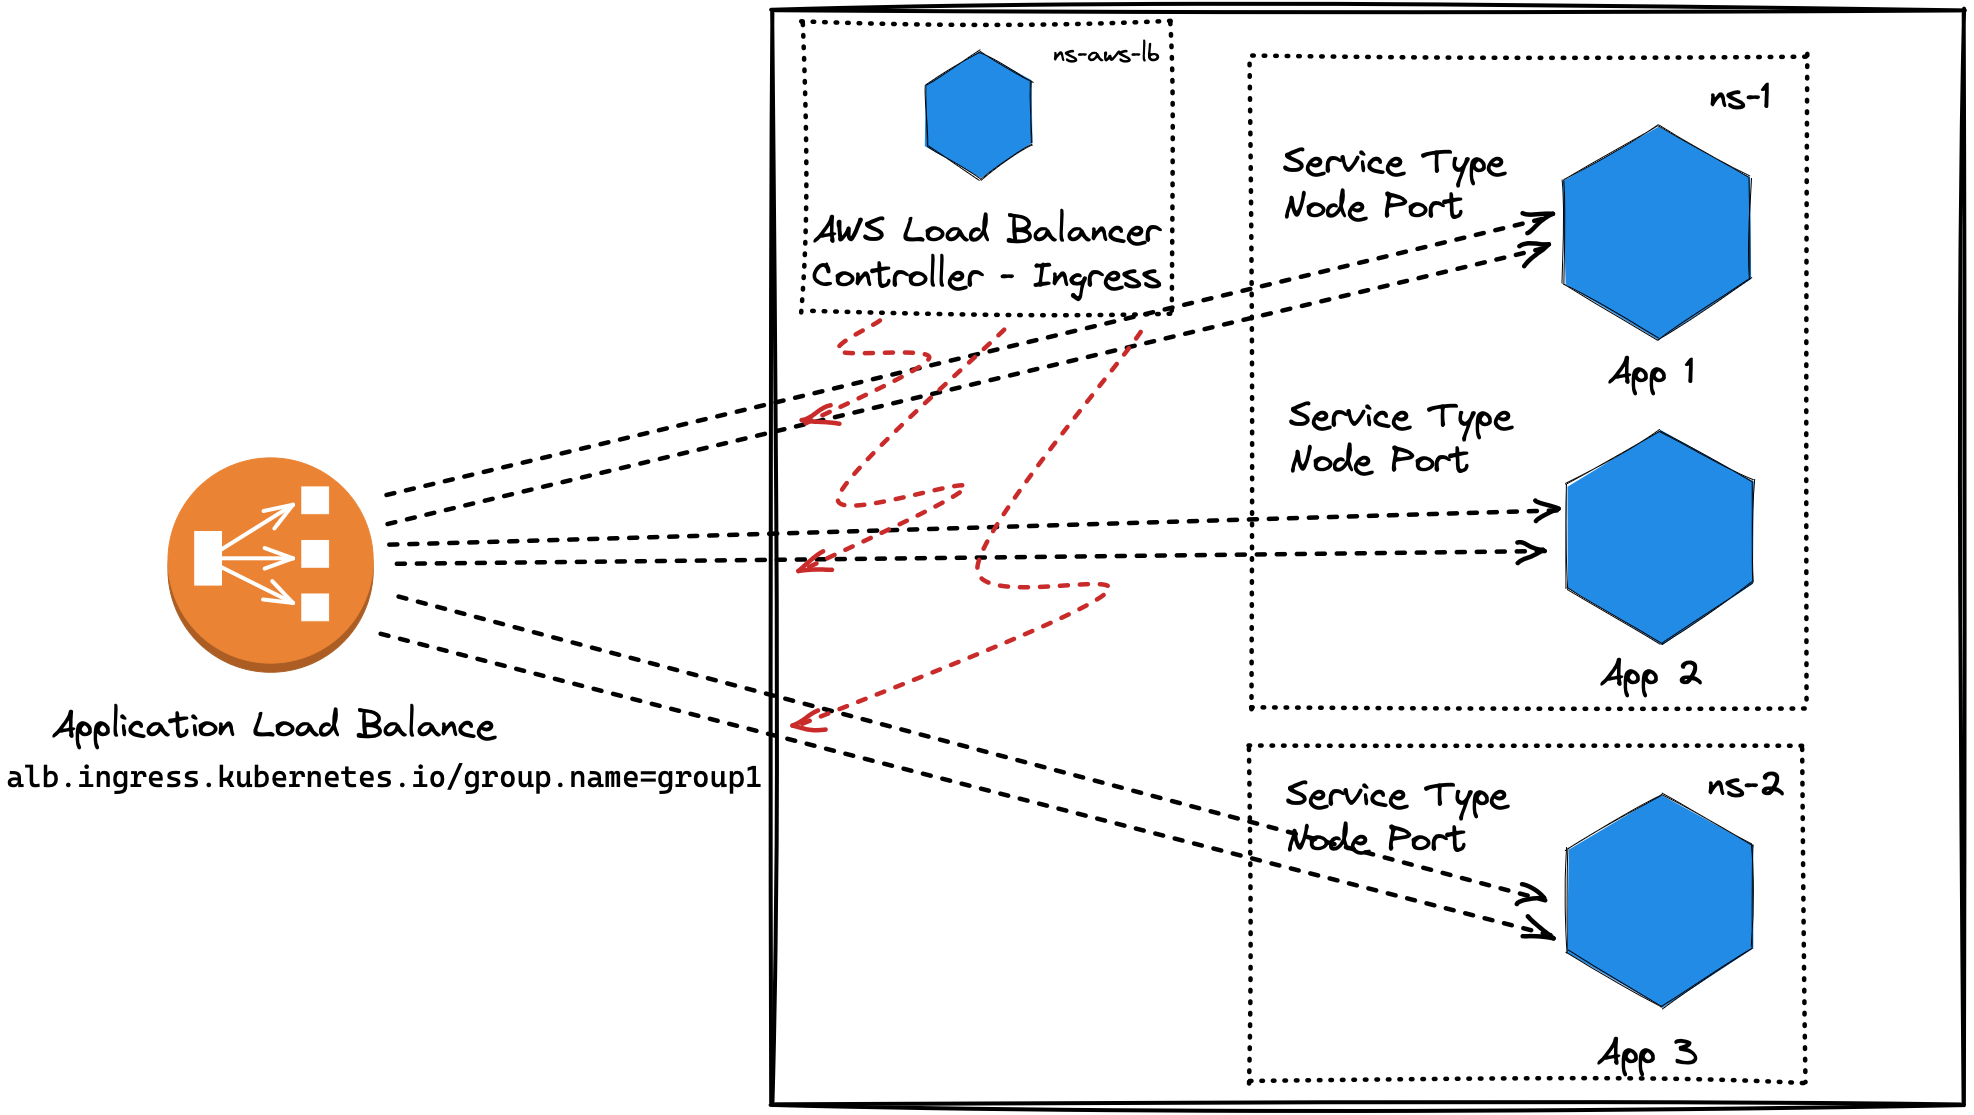 ns-aws-lb
AWS Load Balancer
Controller - Ingress
ns-1
Service Type
Node Port
App 1
Service Type
Node Port
App 2
Application Load Balance
alb.ingress.kubernetes.io/group.name=group1
ns-2
Service Type
Node Port
App 3